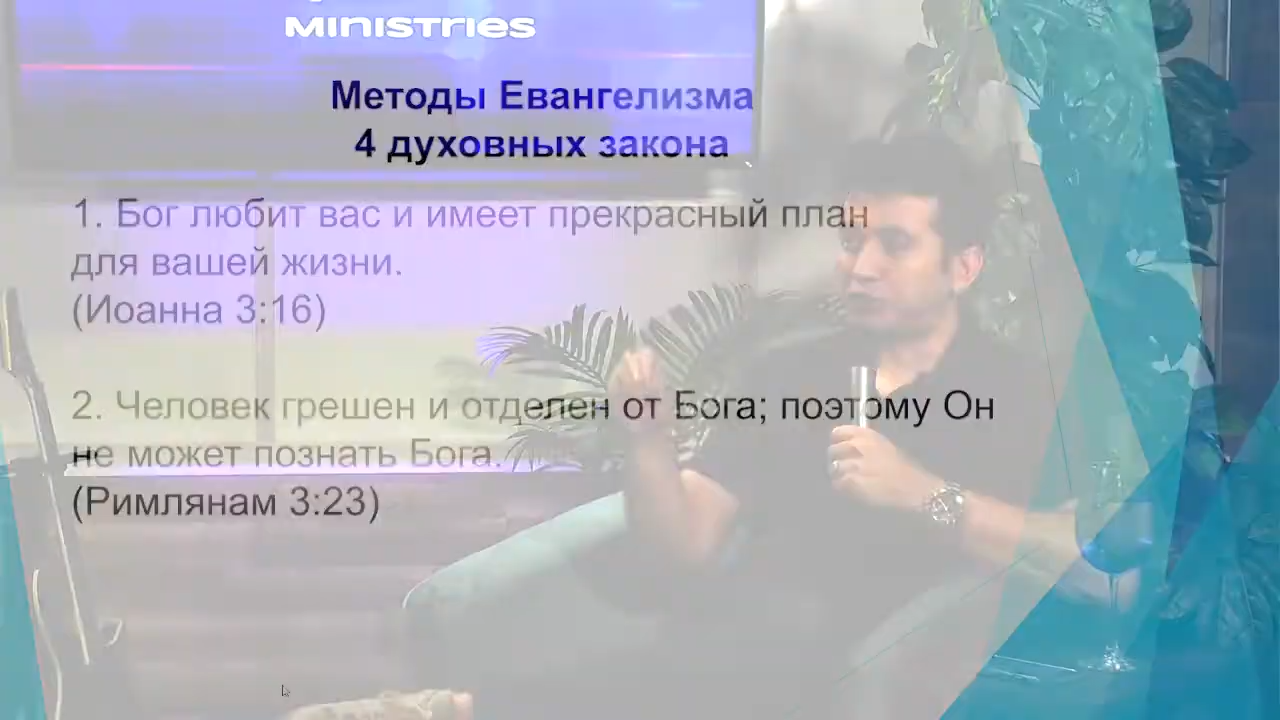 MINISTRIES
Методы Евангелизма
4 духовных закона
1. Бог любит вас и имеет прекрасный план
для вашей жизни.
(Иоанна 3:16)
2. Человек грешен и отделен от Бога; поэтому Он
не может познать Бога.
(Римлянам 3:23)